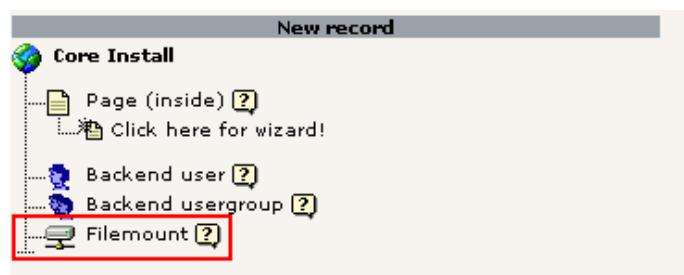 New record
Core Install
Page (inside) ?
Click here for wizard!
Backend user ?
Backend usergroup ?
Filemount ?